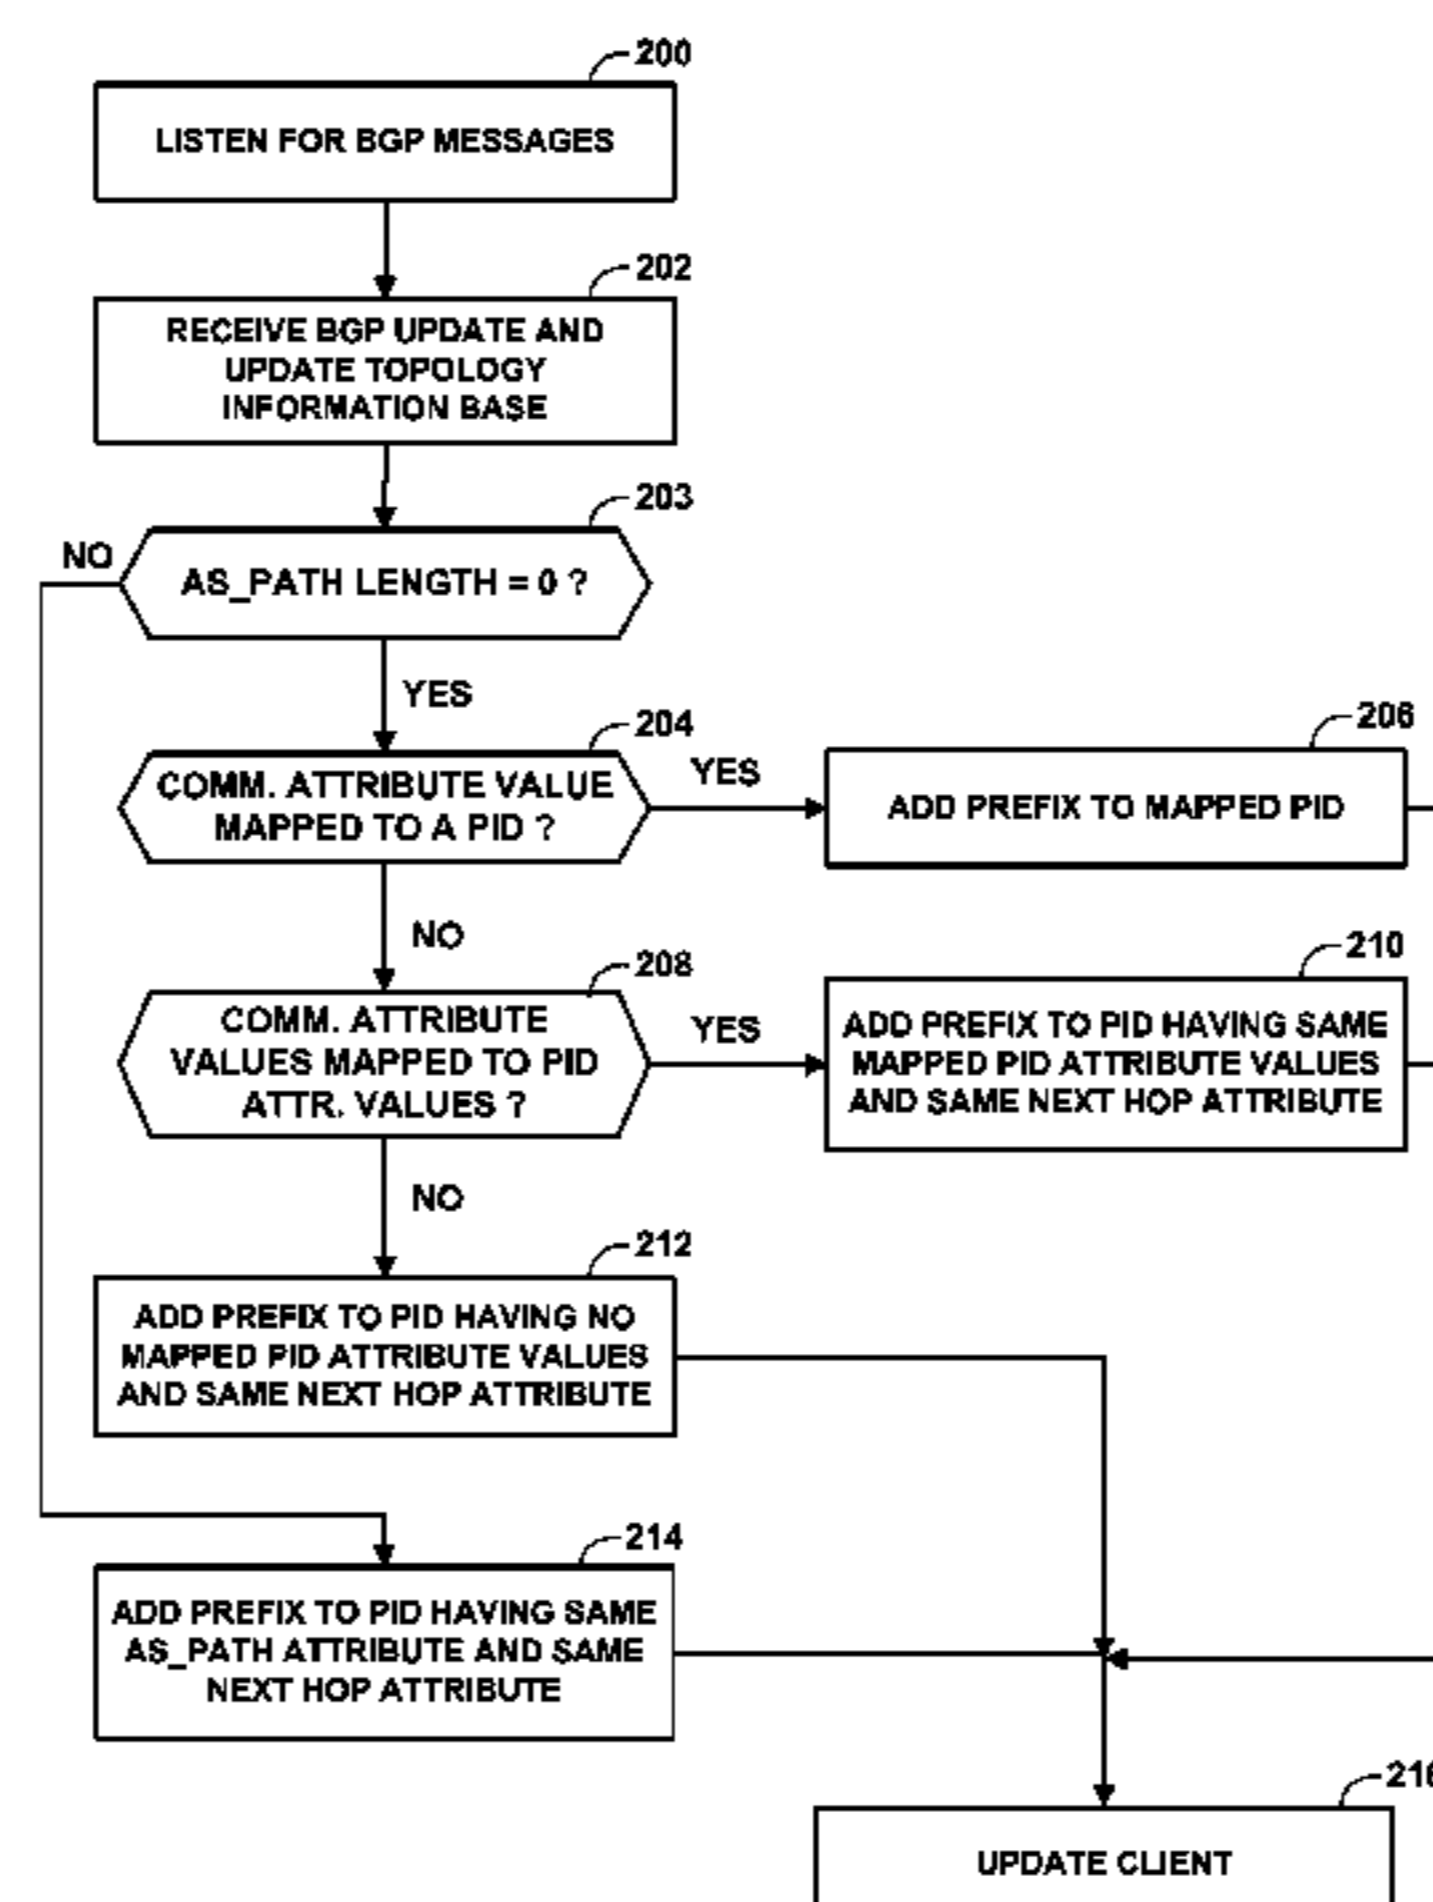 200
LISTEN FOR BGP MESSAGES
202
RECEIVE BGP UPDATE AND
UPDATE TOPOLOGY
INFORMATION BASE
203
NO
AS_PATH LENGTH = 0 ?
YES
204
COMM. ATTRIBUTE VALUE
MAPPED TO A PID ?
YES
206
ADD PREFIX TO MAPPED PID
NO
208
COMM. ATTRIBUTE
VALUES MAPPED TO PID
ATTR. VALUES ?
YES
210
ADD PREFIX TO PID HAVING SAME
MAPPED PID ATTRIBUTE VALUES
AND SAME NEXT HOP ATTRIBUTE
NO
212
ADD PREFIX TO PID HAVING NO
MAPPED PID ATTRIBUTE VALUES
AND SAME NEXT HOP ATTRIBUTE
214
ADD PREFIX TO PID HAVING SAME
AS_PATH ATTRIBUTE AND SAME
NEXT HOP ATTRIBUTE
216
UPDATE CLIENT